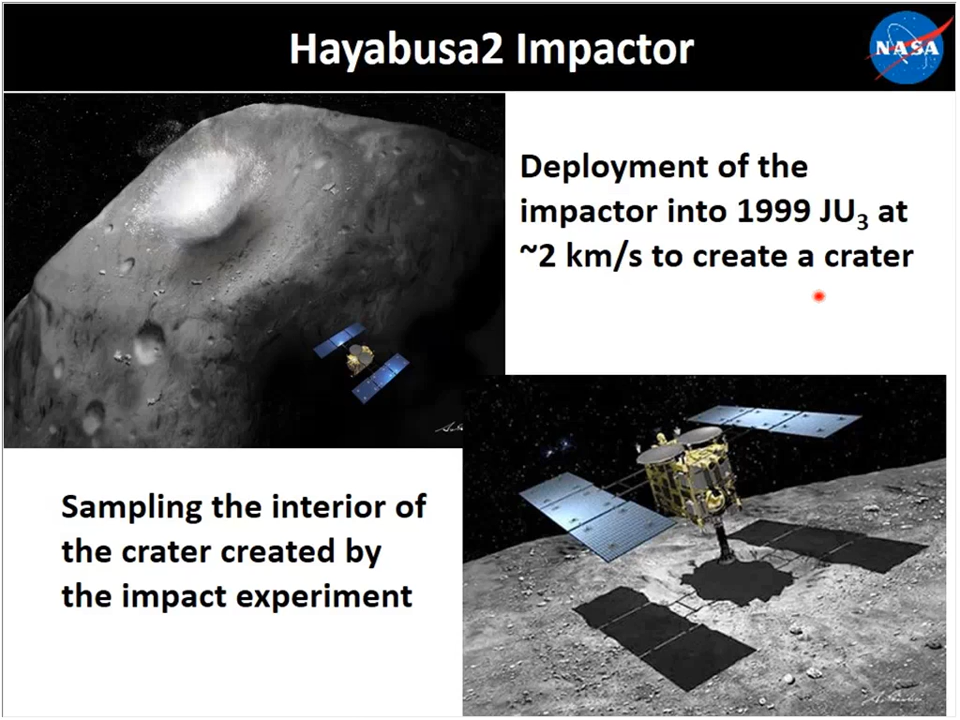 Hayabusa2 Impactor
NASA
Deployment of the
impactor into 1999 JU₃ at
~2 km/s to create a crater
Sampling the interior of
the crater created by
the impact experiment